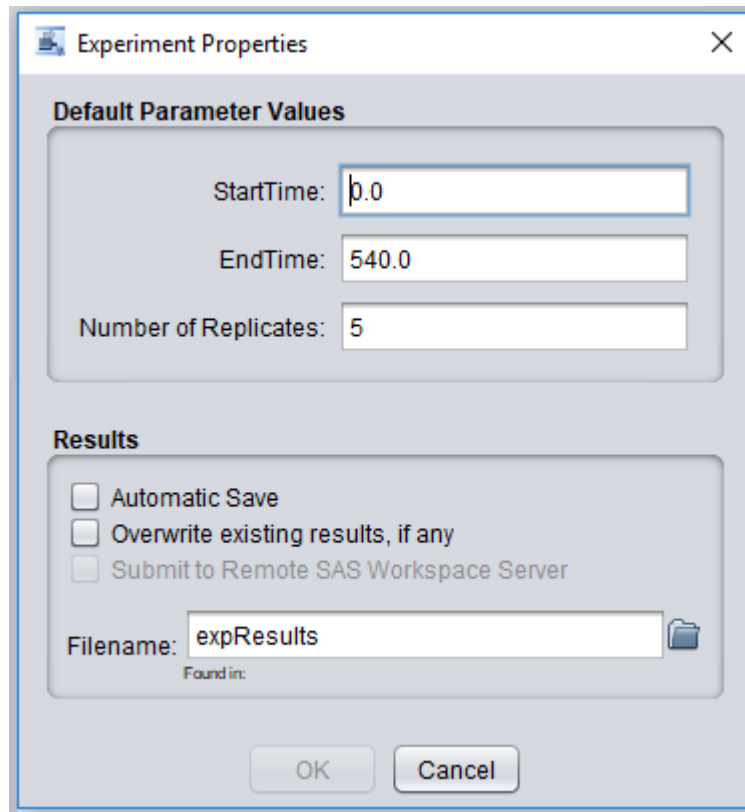 Experiment Properties
Default Parameter Values
StartTime: 0.0
EndTime: 540.0
Number of Replicates: 5
Results
Automatic Save
Overwrite existing results, if any
Submit to Remote SAS Workspace Server
Filename: expResults
Found in:
OK Cancel